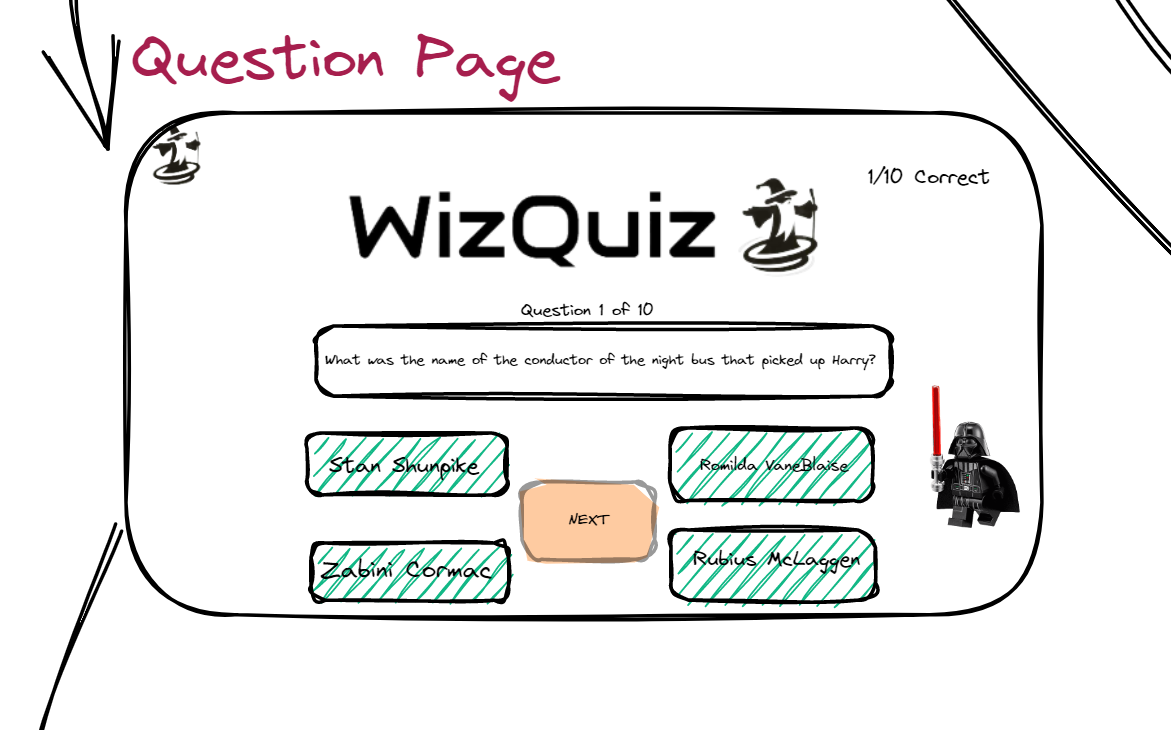 Question Page
1/10 Correct
WizQuiz
Question 1 of 10
What was the name of the conductor of the night bus that picked up Harry?
Stan Shunpike
Romilda VaneBlaise
NEXT
Zabini Cormac
Rubius McLaggen